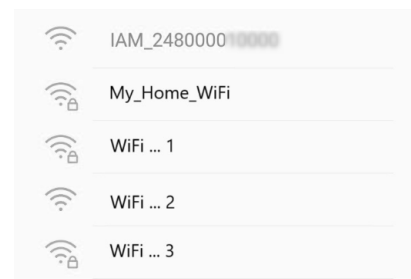 IAM_2480000
My_Home_WiFi
WiFi ... 1
WiFi ... 2
WiFi ... 3